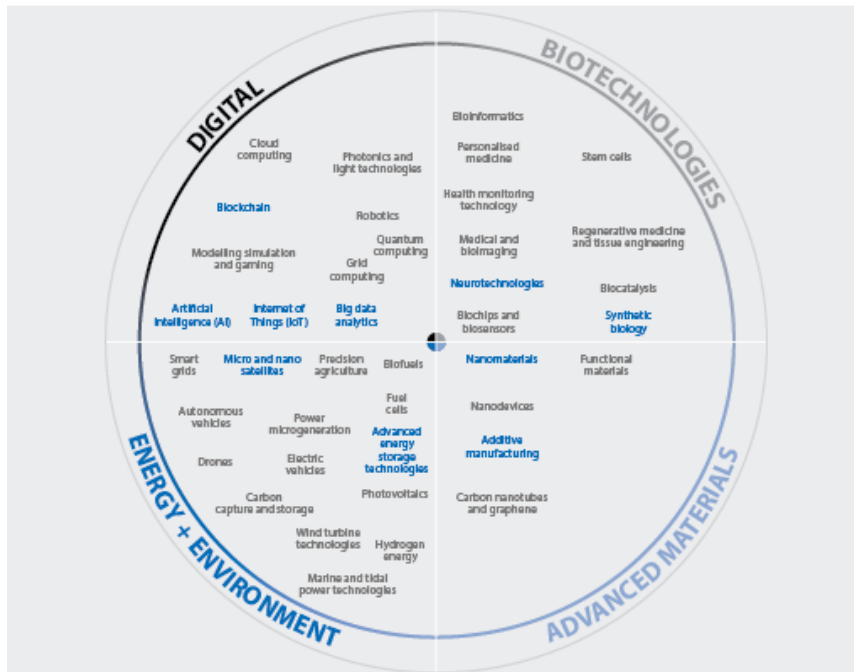 DIGITAL
BIOTECHNOLOGIES
Cloud
computing
Photonics and
light technologies
Blockchain
Robotics
Quantum
computing
Modelling simulation
and gaming
Grid
computing
Artificial
Intelligence (AI)
Internet of
Things (IoT)
Big data
analytics
Bioinformatics
Personalised
medicine
Stem cells
Health monitoring
technology
Medical and
bioimaging
Regenerative medicine
and tissue engineering
Neurotechnologies
Biocatalysis
Biochips and
biosensors
Synthetic
biology
Smart
grids
Micro and nano
satellites
Precision
agriculture
Biofuels
Fuel
cells
Autonomous
vehicles
Power
microgeneration
Advanced
energy
storage
technologies
Drones
Electric
vehicles
Photovoltaics
Carbon
capture and storage
Wind turbine
technologies
Hydrogen
energy
Marine and tidal
power technologies
Nanomaterials
Functional
materials
Nanodevices
Additive
manufacturing
Carbon nanotubes
and graphene
ENERGY + ENVIRONMENT
ADVANCED MATERIALS